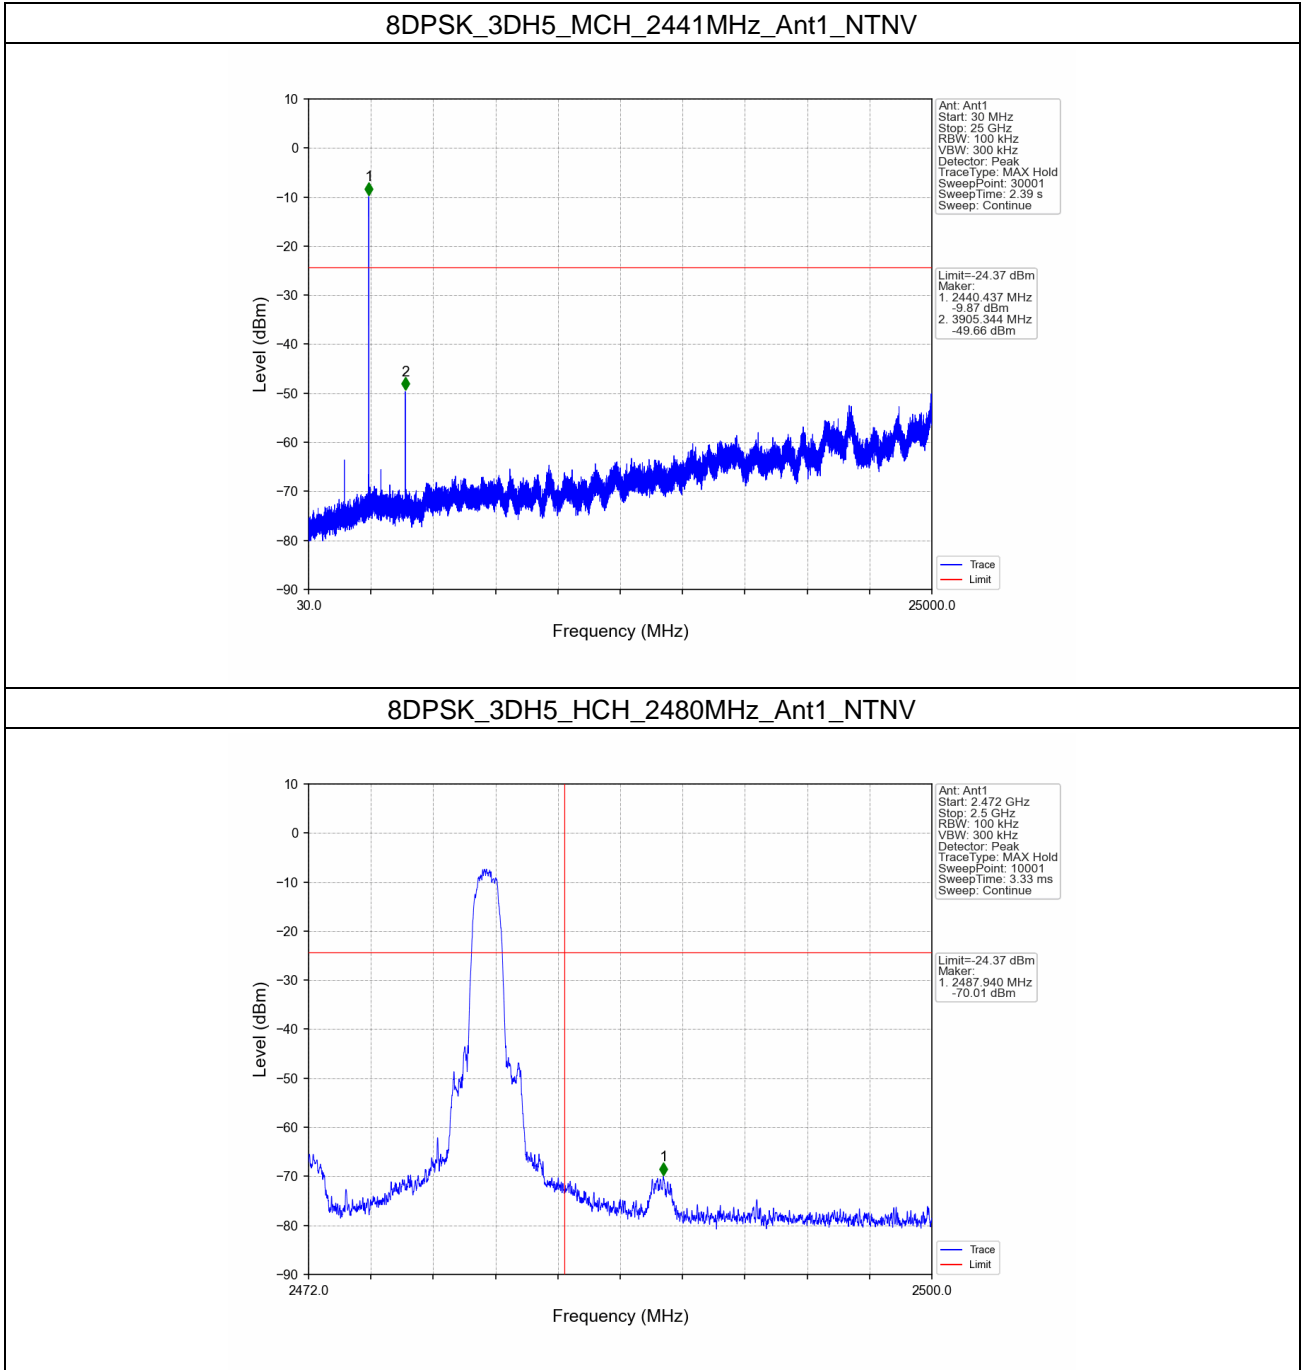 8DPSK_3DH5_MCH_2441MHz_Ant1_NTNV
10
0
−10
−20
−30
−40
−50
−60
−70
−80
−90
Level (dBm)
1
2
30.0
25000.0
Frequency (MHz)
Ant: Ant1
Start: 30 MHz
Stop: 25 GHz
RBW: 100 kHz
VBW: 300 kHz
Detector: Peak
TraceType: MAX Hold
SweepPoint: 30001
SweepTime: 2.39 s
Sweep: Continue
Limit=-24.37 dBm
Maker:
1. 2440.437 MHz
-9.87 dBm
2. 3905.344 MHz
-49.66 dBm
Trace
Limit
8DPSK_3DH5_HCH_2480MHz_Ant1_NTNV
10
0
−10
−20
−30
−40
−50
−60
−70
−80
−90
Level (dBm)
1
2472.0
2500.0
Frequency (MHz)
Ant: Ant1
Start: 2.472 GHz
Stop: 2.5 GHz
RBW: 100 kHz
VBW: 300 kHz
Detector: Peak
TraceType: MAX Hold
SweepPoint: 10001
SweepTime: 3.33 ms
Sweep: Continue
Limit=-24.37 dBm
Maker:
1. 2487.940 MHz
-70.01 dBm
Trace
Limit